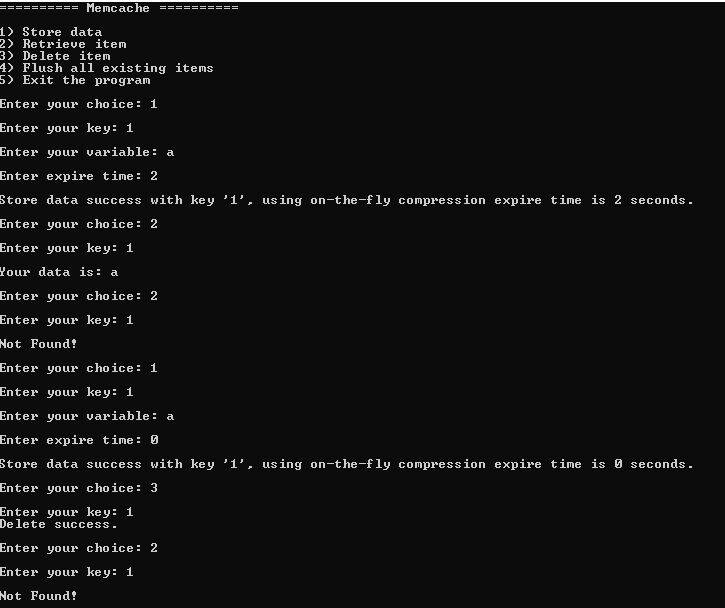 ========== Memcache ==========
1) Store data
2) Retrieve item
3) Delete item
4) Flush all existing items
5) Exit the program
Enter your choice: 1
Enter your key: 1
Enter your variable: a
Enter expire time: 2
Store data success with key '1', using on-the-fly compression expire time is 2 seconds.
Enter your choice: 2
Enter your key: 1
Your data is: a
Enter your choice: 2
Enter your key: 1
Not Found!
Enter your choice: 1
Enter your key: 1
Enter your variable: a
Enter expire time: 0
Store data success with key '1', using on-the-fly compression expire time is 0 seconds.
Enter your choice: 3
Enter your key: 1
Delete success.
Enter your choice: 2
Enter your key: 1
Not Found!